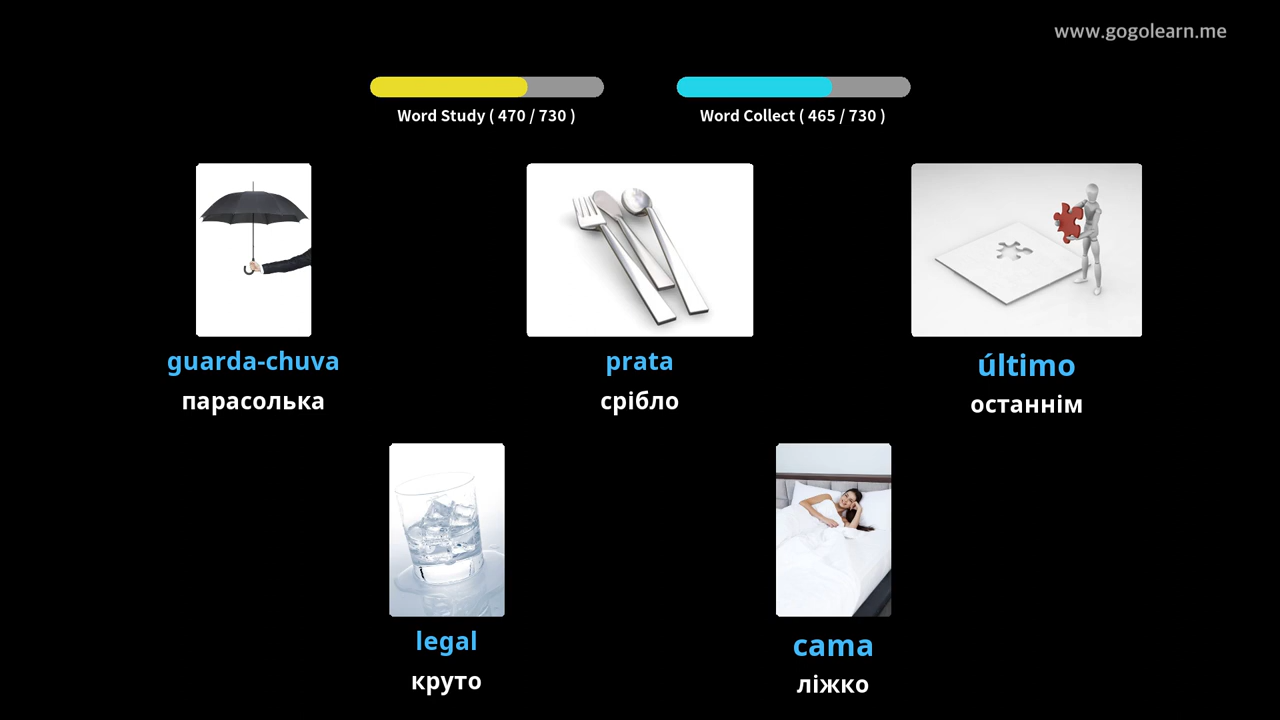 www.gogolearn.me
Word Study ( 470 / 730 )
Word Collect ( 465 / 730 )
guarda-chuva
парасолька
prata
срібло
último
останнім
legal
круто
cama
ліжко